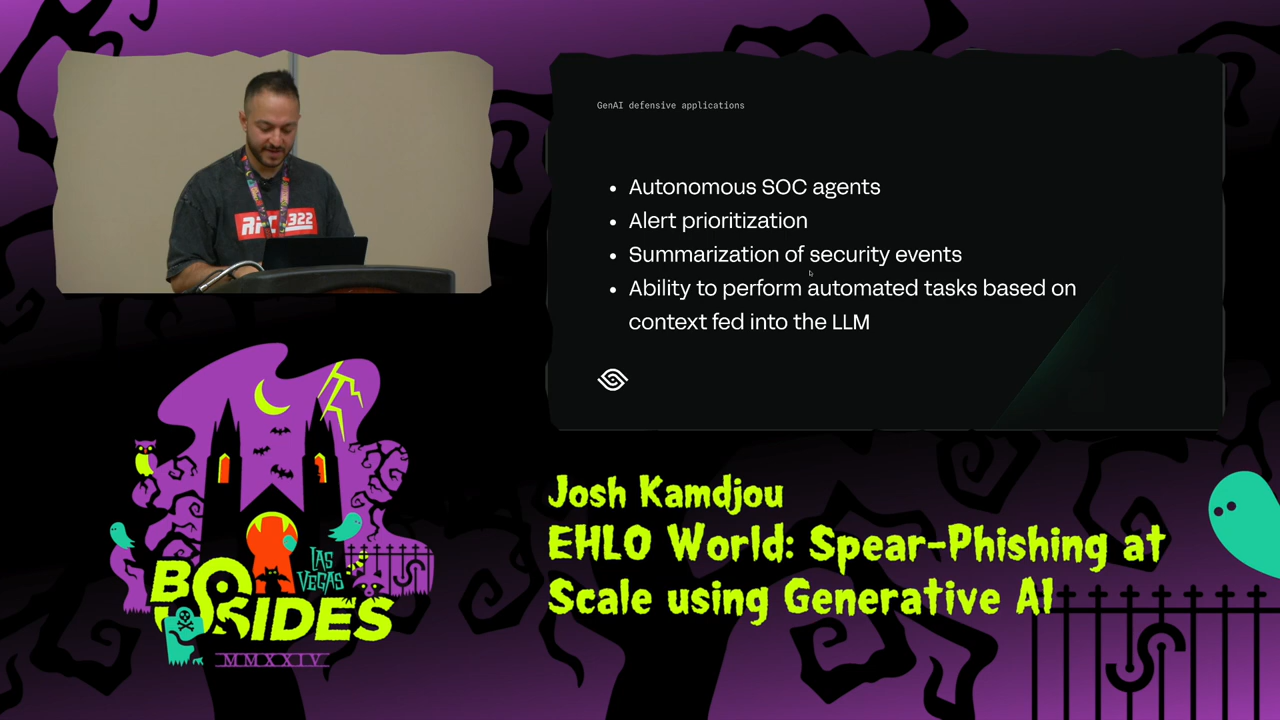 GenAI defensive applications
• Autonomous SOC agents
• Alert prioritization
• Summarization of security events
• Ability to perform automated tasks based on
context fed into the LLM
Josh Kamdjou
EHLO World: Spear-Phishing at
Scale using Generative AI
LAS
VEGAS
BSIDES
MMXXIV